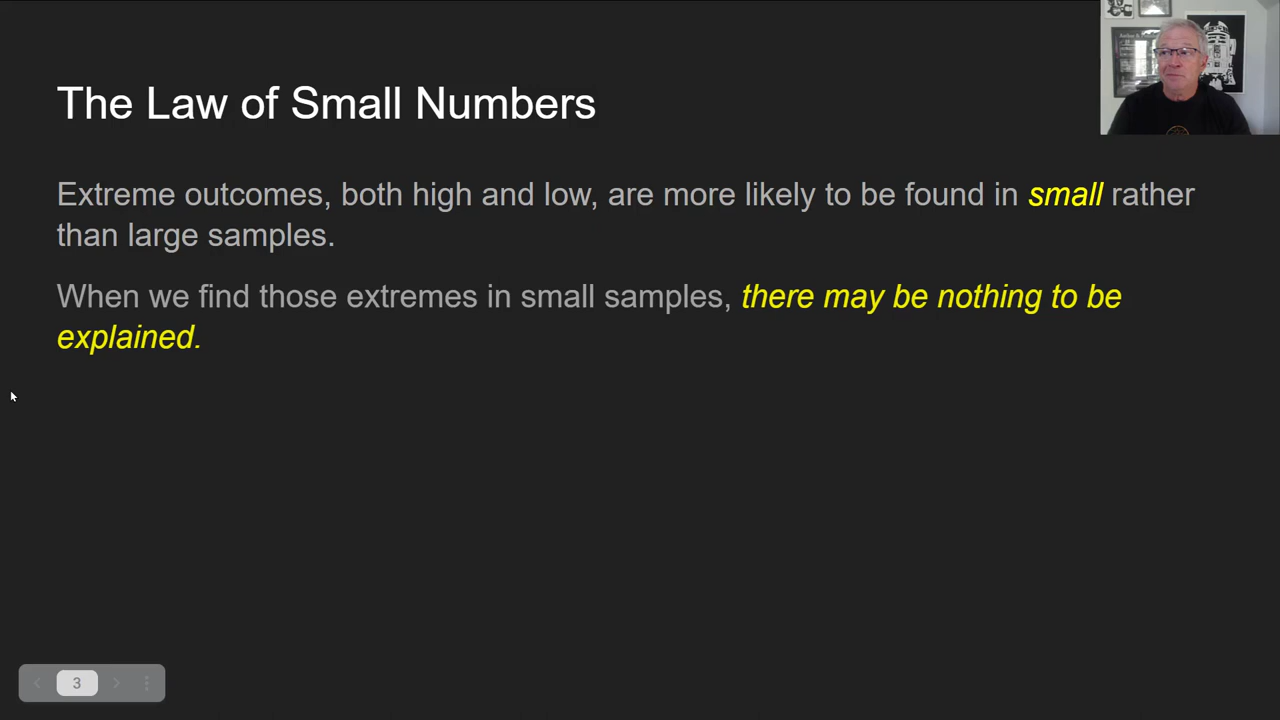 The Law of Small Numbers
Extreme outcomes, both high and low, are more likely to be found in small rather
than large samples.
When we find those extremes in small samples, there may be nothing to be
explained.
3